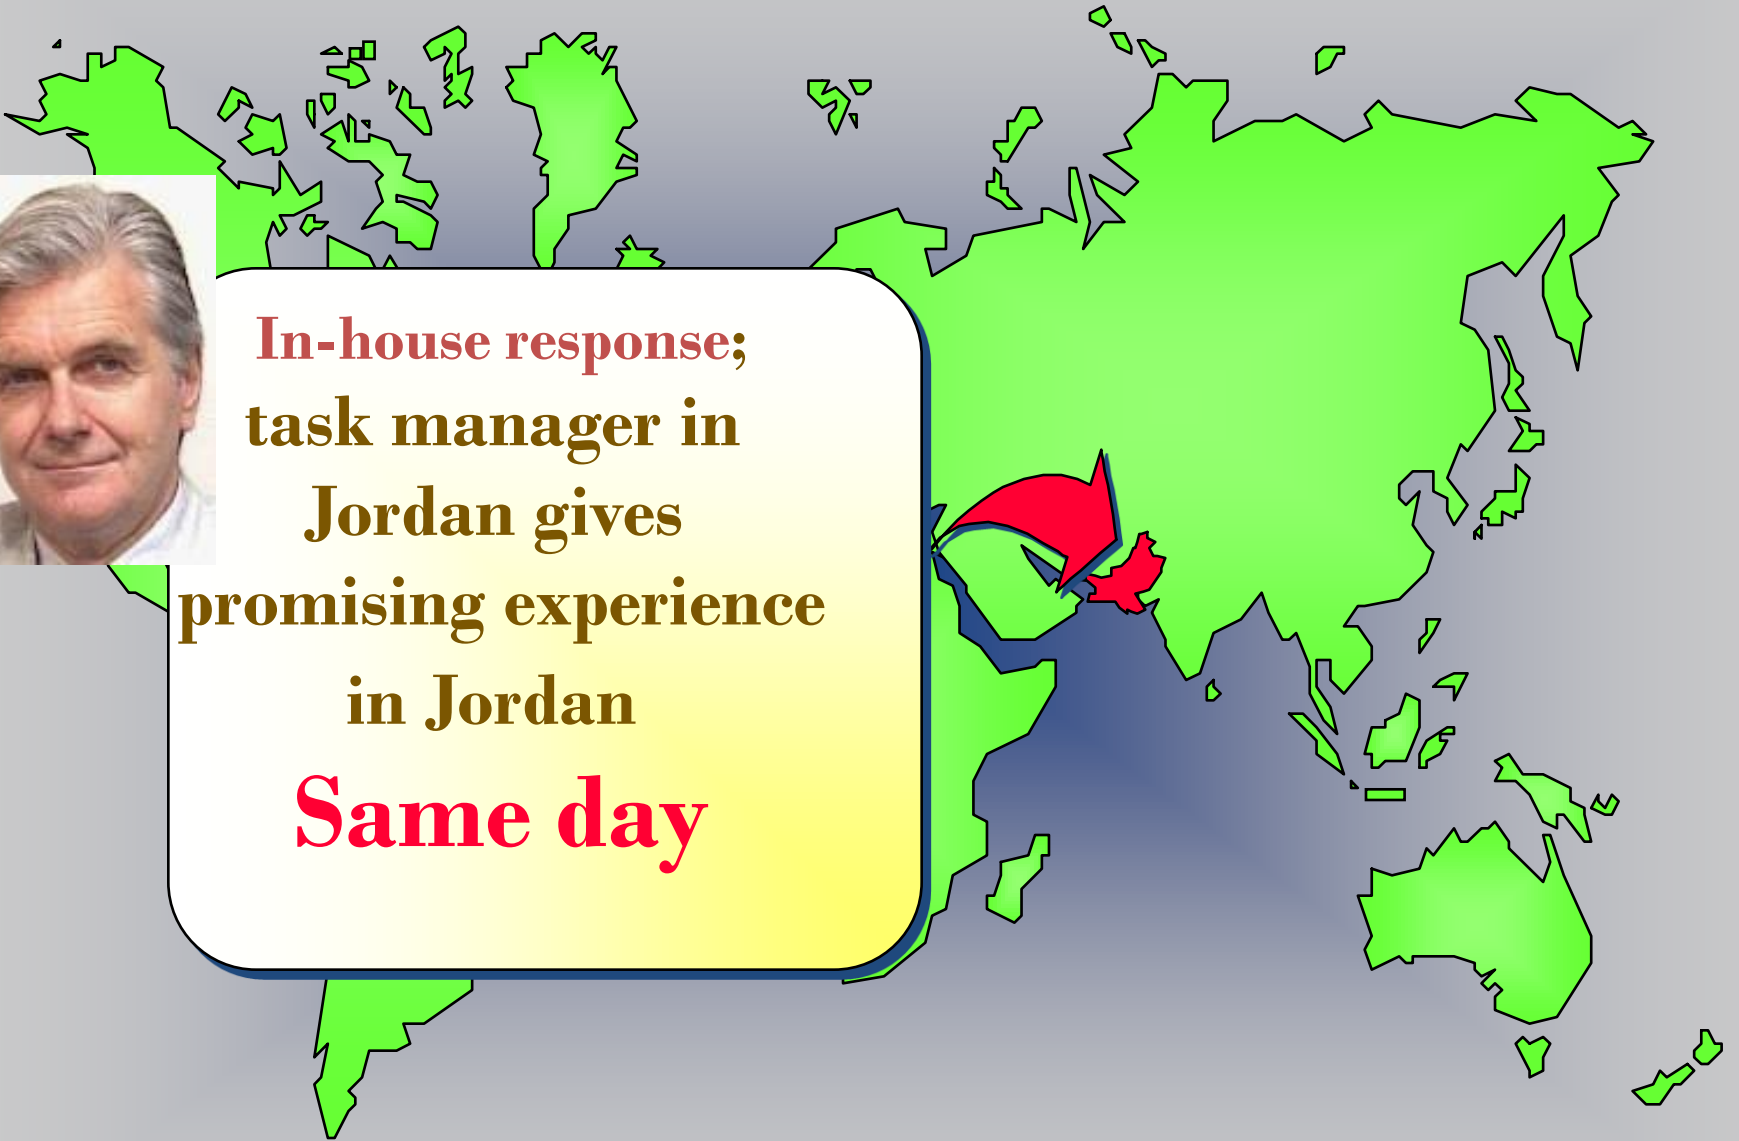 In-house response;
task manager in
Jordan gives
promising experience
in Jordan
Same day